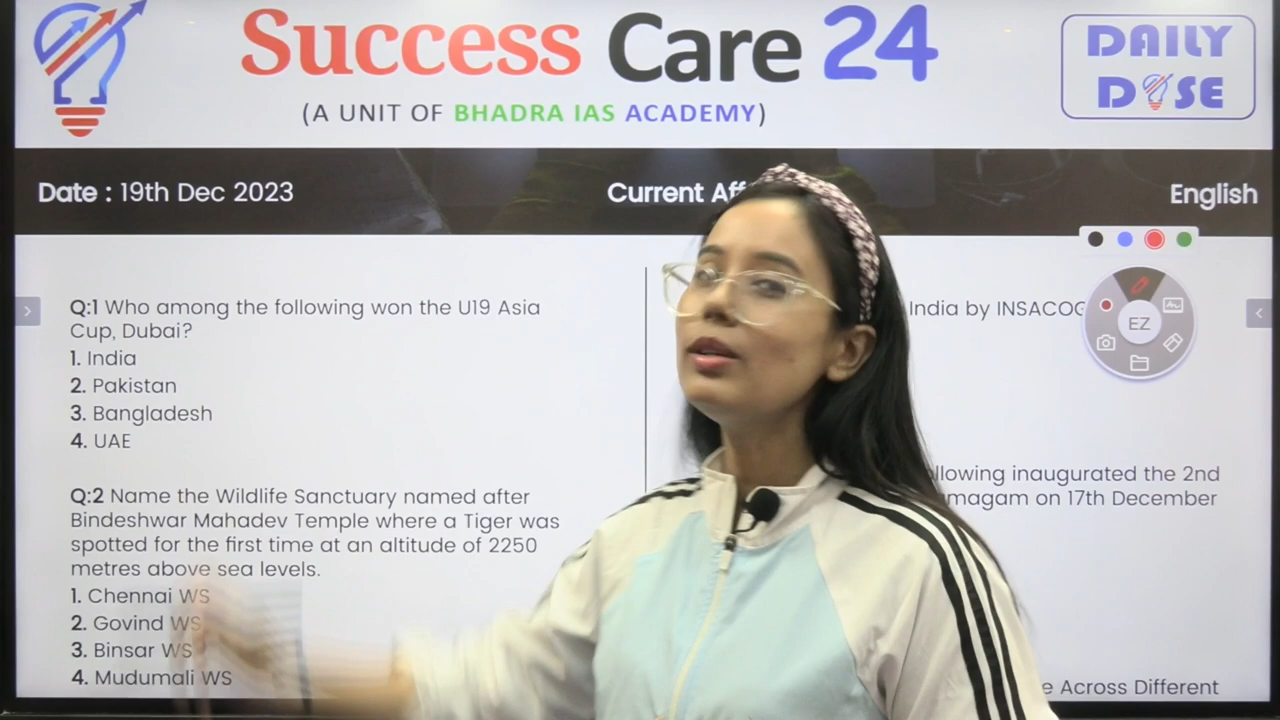 Success Care 24
(A UNIT OF BHADRA IAS ACADEMY)
DAILY
DOSE
Date : 19th Dec 2023
Current Aff
English
Q:1 Who among the following won the U19 Asia
Cup, Dubai?
1. India
2. Pakistan
3. Bangladesh
4. UAE
Q:2 Name the Wildlife Sanctuary named after
Bindeshwar Mahadev Temple where a Tiger was
spotted for the first time at an altitude of 2250
metres above sea levels.
1. Chennai WS
2. Govind WS
3. Binsar WS
4. Mudumali WS
India by INSACOG
EZ
llowing inaugurated the 2nd
magam on 17th December
e Across Different